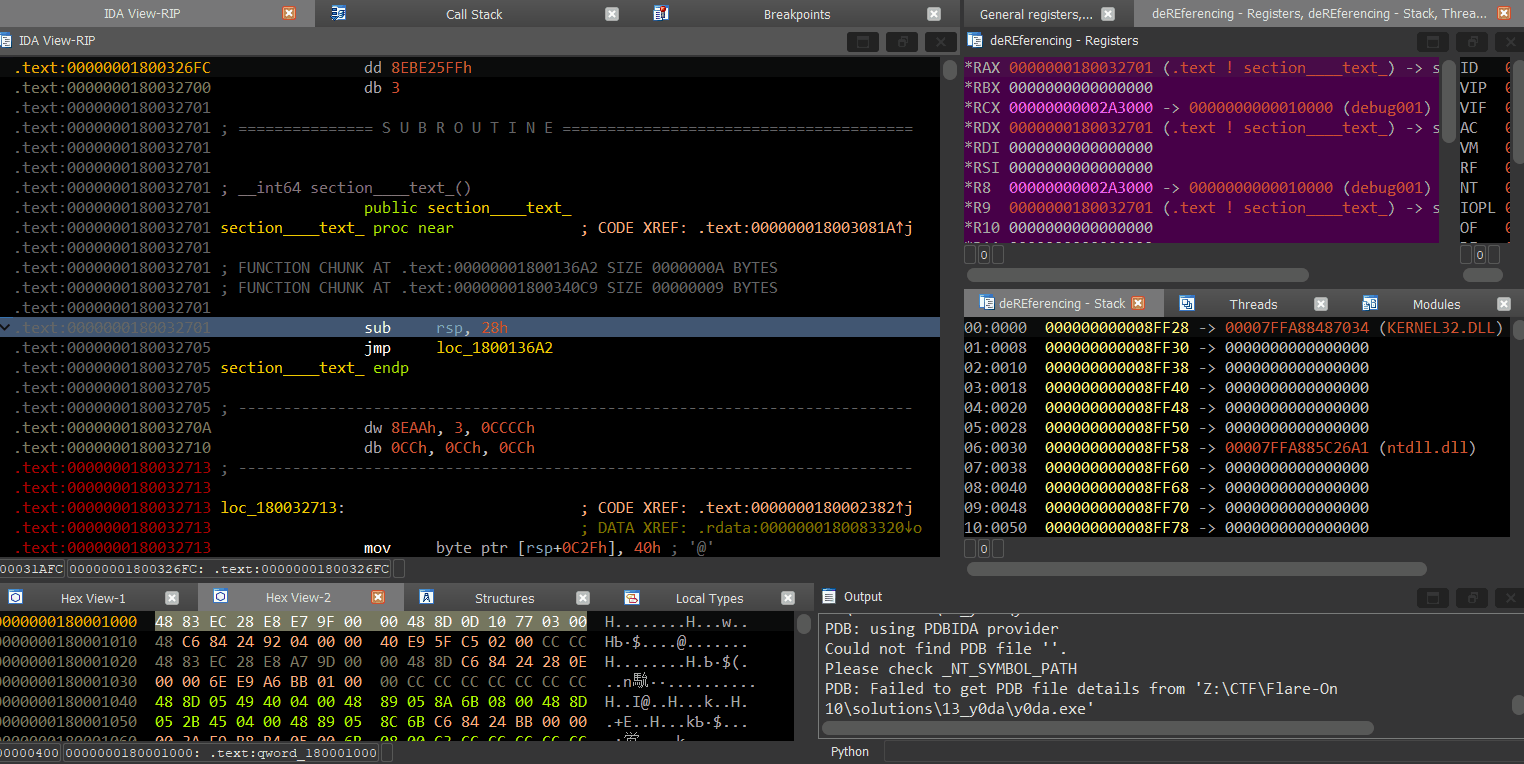 IDA View-RIP
Call Stack
Breakpoints
General registers,...
deREferencing - Registers, deREferencing - Stack, Threa...
IDA View-RIP
deREferencing - Registers
.text:00000001800326FC dd 8EBE25FFh
.text:0000000180032700 db 3
.text:0000000180032701
.text:0000000180032701 ; =============== S U B R O U T I N E =======================================
.text:0000000180032701
.text:0000000180032701
.text:0000000180032701 ; __int64 section____text_()
.text:0000000180032701 public section____text_
.text:0000000180032701 section____text_ proc near ; CODE XREF: .text:000000018003081A↑j
.text:0000000180032701
.text:0000000180032701 ; FUNCTION CHUNK AT .text:00000001800136A2 SIZE 0000000A BYTES
.text:0000000180032701 ; FUNCTION CHUNK AT .text:00000001800340C9 SIZE 00000009 BYTES
.text:0000000180032701
.text:0000000180032701 sub rsp, 28h
.text:0000000180032705 jmp loc_1800136A2
.text:0000000180032705 section____text_ endp
.text:0000000180032705
.text:0000000180032705 ; ---------------------------------------------------------------------------
.text:000000018003270A dw 8EAAh, 3, 0CCCCh
.text:0000000180032710 db 0CCh, 0CCh, 0CCh
.text:0000000180032713 ; ---------------------------------------------------------------------------
.text:0000000180032713
.text:0000000180032713 loc_180032713: ; CODE XREF: .text:0000000180002382↑j
.text:0000000180032713 ; DATA XREF: .rdata:0000000180083320↓o
.text:0000000180032713 mov byte ptr [rsp+0C2Fh], 40h ; '@'
00031AFC 00000001800326FC: .text:00000001800326FC
*RAX 0000000180032701 (.text ! section____text_) -> s
*RBX 0000000000000000
*RCX 00000000002A3000 -> 0000000000010000 (debug001)
*RDX 0000000180032701 (.text ! section____text_) -> s
*RDI 0000000000000000
*RSI 0000000000000000
*R8 00000000002A3000 -> 0000000000010000 (debug001)
*R9 0000000180032701 (.text ! section____text_) -> s
*R10 0000000000000000
0
ID
VIP
VIF
AC
VM
RF
NT
IOPL
OF
0
deREferencing - Stack
Threads
Modules
00:0000 000000000008FF28 -> 00007FFA88487034 (KERNEL32.DLL)
01:0008 000000000008FF30 -> 0000000000000000
02:0010 000000000008FF38 -> 0000000000000000
03:0018 000000000008FF40 -> 0000000000000000
04:0020 000000000008FF48 -> 0000000000000000
05:0028 000000000008FF50 -> 0000000000000000
06:0030 000000000008FF58 -> 00007FFA885C26A1 (ntdll.dll)
07:0038 000000000008FF60 -> 0000000000000000
08:0040 000000000008FF68 -> 0000000000000000
09:0048 000000000008FF70 -> 0000000000000000
10:0050 000000000008FF78 -> 0000000000000000
0
Hex View-1
Hex View-2
Structures
Local Types
0000000180001000 48 83 EC 28 E8 E7 9F 00 00 48 8D 0D 10 77 03 00 H........H...w..
0000000180001010 48 C6 84 24 92 04 00 00 40 E9 5F C5 02 00 CC CC HЬ·$....@.......
0000000180001020 48 83 EC 28 E8 A7 9D 00 00 48 8D C6 84 24 28 0E H........H.Ь·$(.
0000000180001030 00 00 6E E9 A6 BB 01 00 00 CC CC CC CC CC CC CC
0000000180001040 48 8D 05 49 40 04 00 48 89 05 8A 6B 08 00 48 8D H..I@..H...k..H.
0000000180001050 05 2B 45 04 00 48 89 05 8C 6B C6 84 24 BB 00 00 .+E..H...kЬ·$...
00000400 0000000180001000: .text:qword_180001000
Output
PDB: using PDBIDA provider
Could not find PDB file ''.
Please check _NT_SYMBOL_PATH
PDB: Failed to get PDB file details from 'Z:\CTF\Flare-On
10\solutions\13_y0da\y0da.exe'
Python